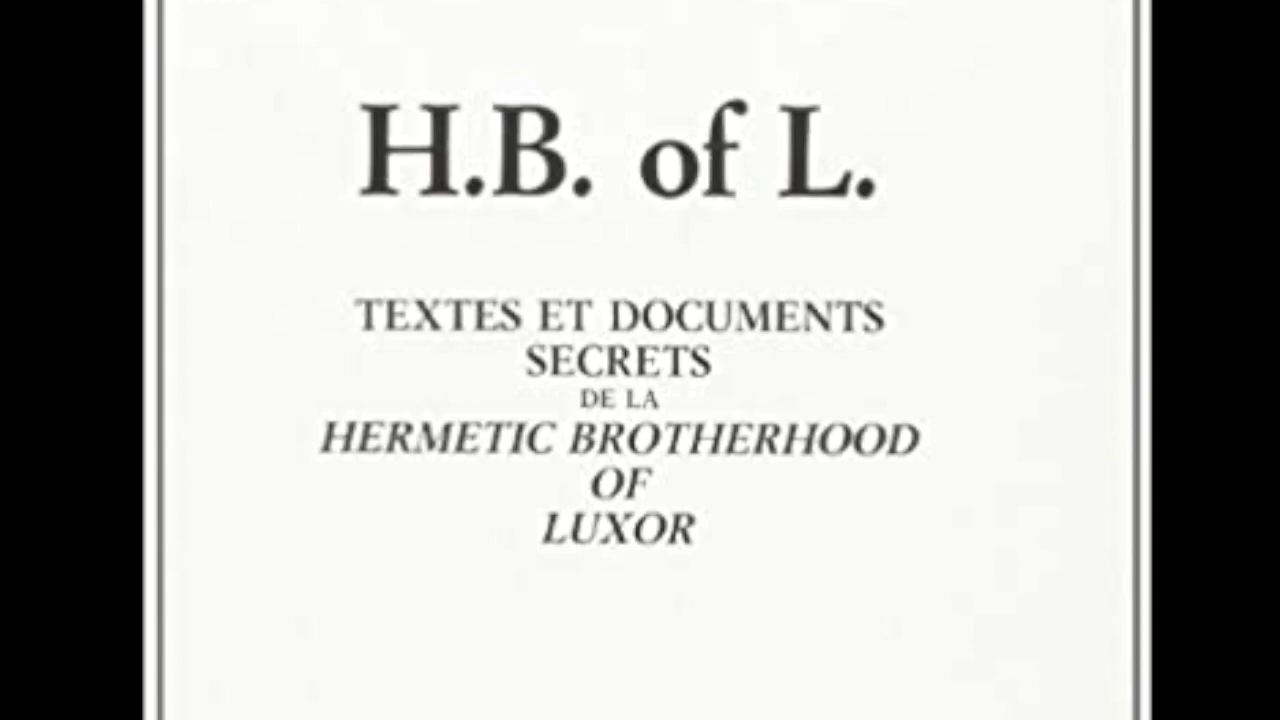 H.B. of L.
TEXTES ET DOCUMENTS
SECRETS
DE LA
HERMETIC BROTHERHOOD
OF
LUXOR